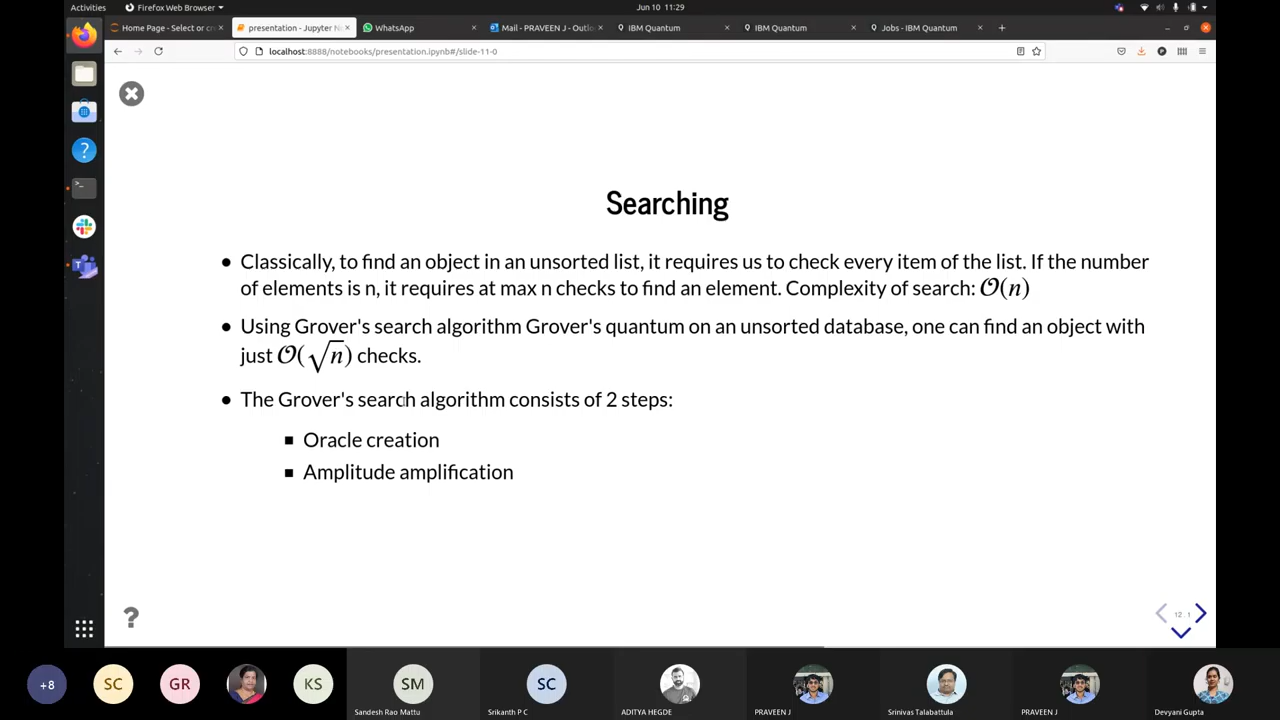 Activities
Firefox Web Browser
Jun 10 11:29
Home Page - Select or cr
presentation - Jupyter N
WhatsApp
Mail - PRAVEEN J - Outlo
IBM Quantum
IBM Quantum
Jobs - IBM Quantum
localhost:8888/notebooks/presentation.ipynb#/slide-11-0
Searching
Classically, to find an object in an unsorted list, it requires us to check every item of the list. If the number
of elements is n, it requires at max n checks to find an element. Complexity of search: 𝒪(n)
Using Grover's search algorithm Grover's quantum on an unsorted database, one can find an object with
just 𝒪(√n) checks.
The Grover's search algorithm consists of 2 steps:
Oracle creation
Amplitude amplification
?
12.1
+8
SC
GR
KS
SM
Sandesh Rao Mattu
SC
Srikanth P C
ADITYA HEGDE
PRAVEEN J
Srinivas Talabattula
PRAVEEN J
Devyani Gupta